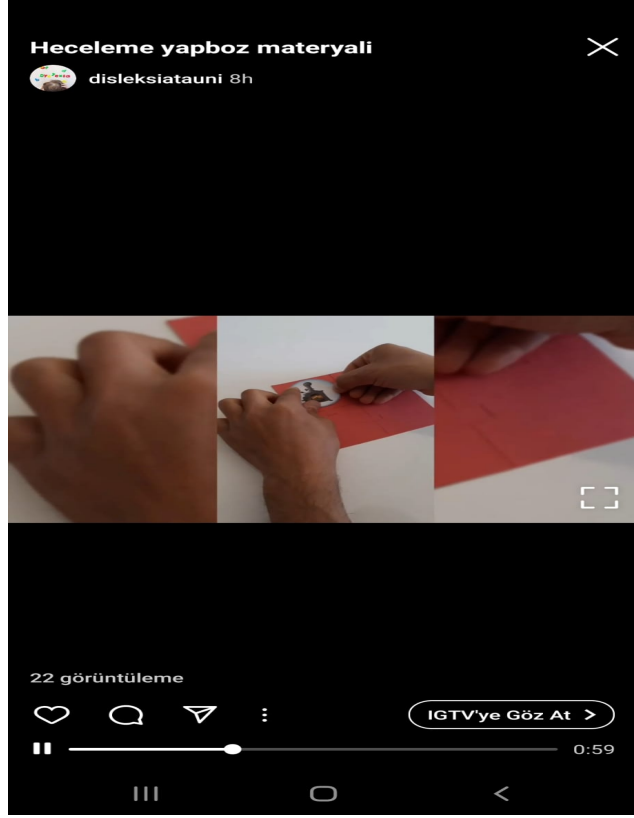 Heceleme yapboz materyali
disleksiatauni 8h
22 görüntüleme
IGTV'ye Göz At >
0:59